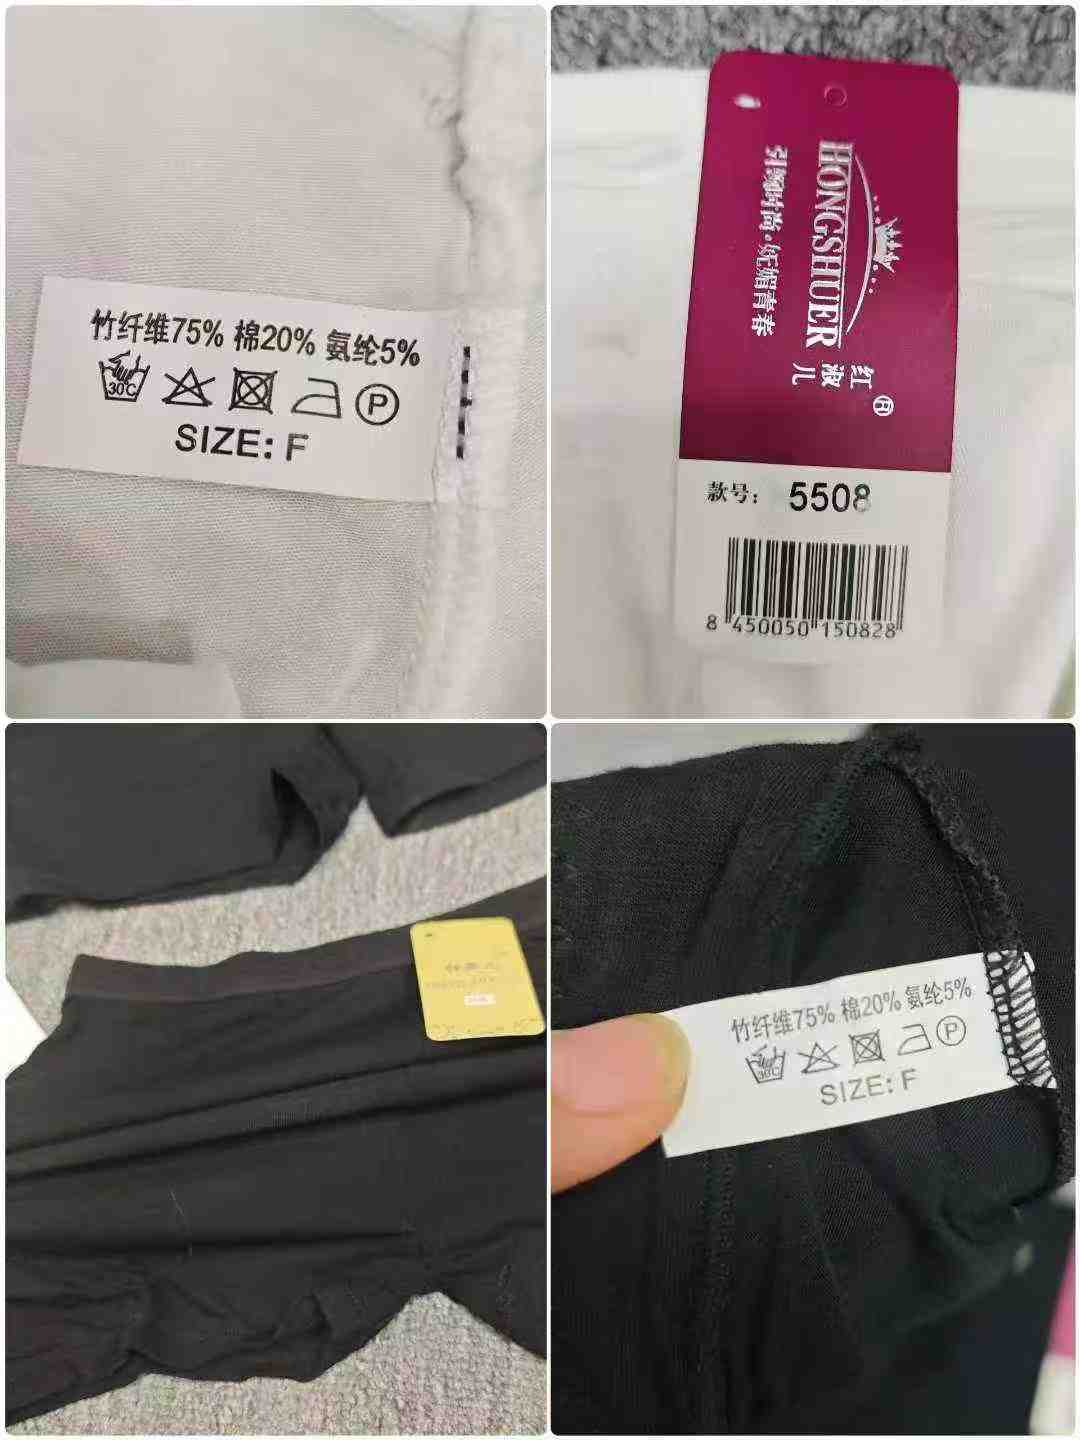 竹纤维75% 棉20% 氨纶5%
30℃
P
SIZE: F
HONGSHUER
红淑儿®
引领时尚·妩媚青春
款号: 5508
8 450050 150828
竹纤维75% 棉20% 氨纶5%
30℃
P
SIZE: F